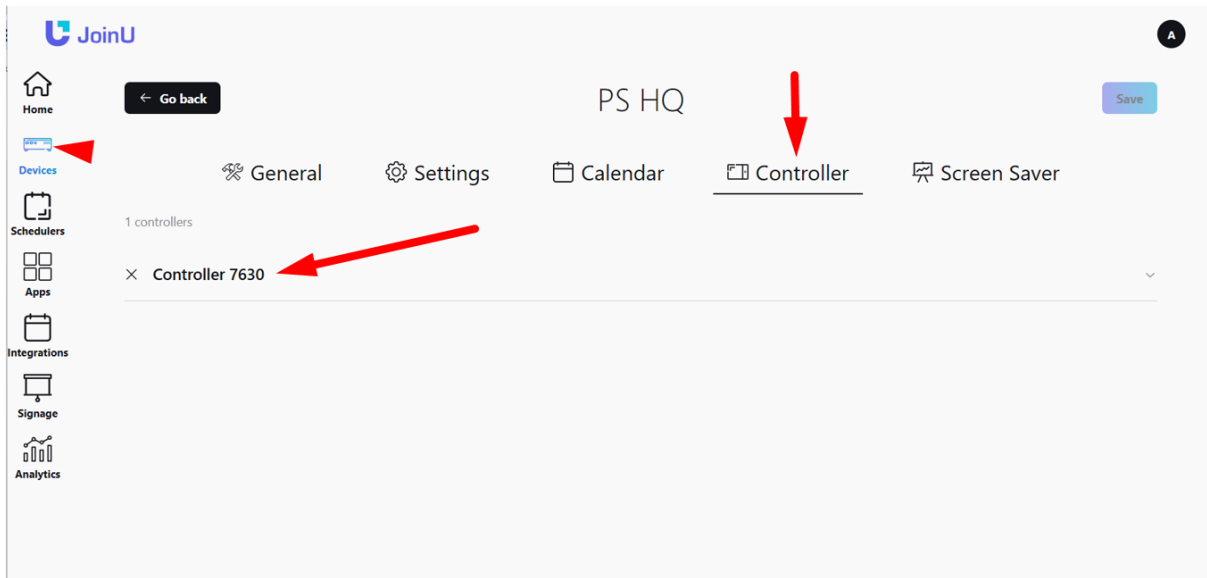 JoinU
A
Home
← Go back
PS HQ
Save
Devices
General
Settings
Calendar
Controller
Screen Saver
1 controllers
Schedulers
× Controller 7630
Apps
Integrations
Signage
Analytics